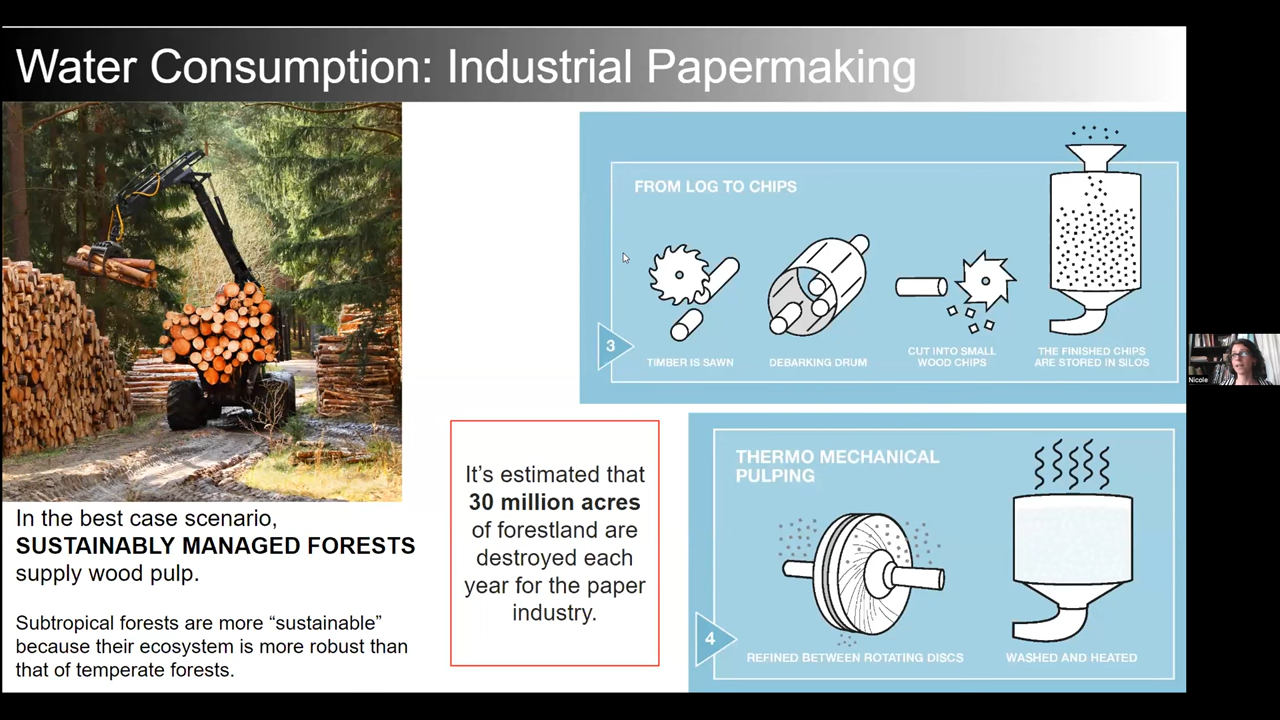 Water Consumption: Industrial Papermaking
In the best case scenario,
SUSTAINABLY MANAGED FORESTS
supply wood pulp.
Subtropical forests are more “sustainable”
because their ecosystem is more robust than
that of temperate forests.
It’s estimated that
30 million acres
of forestland are
destroyed each
year for the paper
industry.
FROM LOG TO CHIPS
3
TIMBER IS SAWN
DEBARKING DRUM
CUT INTO SMALL
WOOD CHIPS
THE FINISHED CHIPS
ARE STORED IN SILOS
THERMO MECHANICAL
PULPING
4
REFINED BETWEEN ROTATING DISCS
WASHED AND HEATED
Nicole